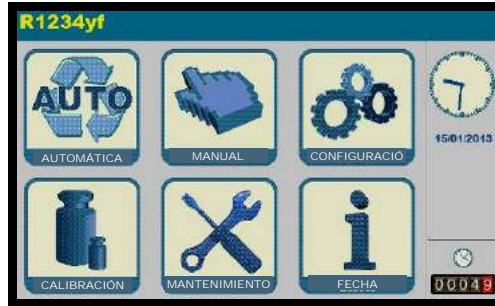 R1234yf
AUTO
AUTOMÁTICA
MANUAL
CONFIGURACIÓ
15/01/2013
CALIBRACIÓN
MANTENIMIENTO
FECHA
00049